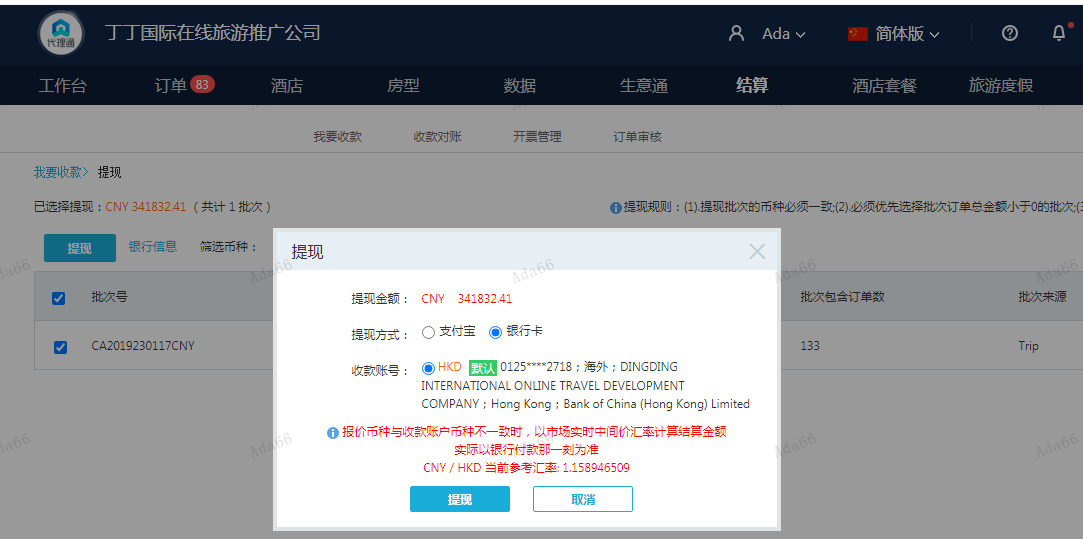 代理通
丁丁国际在线旅游推广公司
Ada
简体版
工作台
订单 83
酒店
房型
数据
生意通
结算
酒店套餐
旅游度假
我要收款
收款对账
开票管理
订单审核
我要收款> 提现
已选择提现：CNY 341832.41 （ 共计 1 批次 ）
提现规则：(1).提现批次的币种必须一致;(2).必须优先选择批次订单总金额小于0的批次;(3
提现
银行信息
筛选币种：
批次号
批次包含订单数
批次来源
CA2019230117CNY
133
Trip
提现
提现金额： CNY 341832.41
提现方式： 支付宝 银行卡
收款账号： HKD 默认 0125****2718；海外；DINGDING
INTERNATIONAL ONLINE TRAVEL DEVELOPMENT
COMPANY；Hong Kong；Bank of China (Hong Kong) Limited
报价币种与收款账户币种不一致时，以市场实时中间价汇率计算结算金额
实际以银行付款那一刻为准
CNY / HKD 当前参考汇率: 1.158946509
提现
取消
Ada66
Ada66
Ada66
Ada66
Ada66
Ada66
Ada66